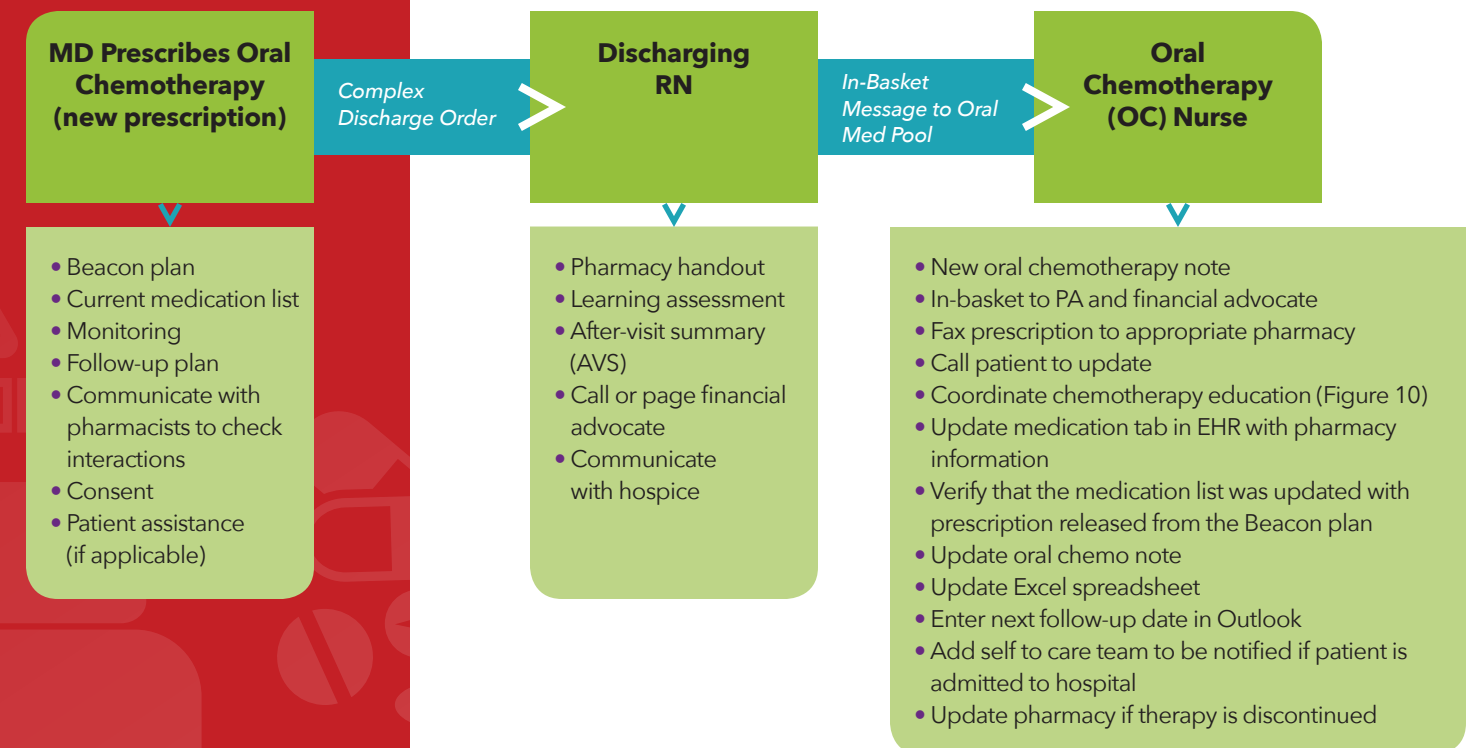 MD Prescribes Oral
Chemotherapy
(new prescription)
Complex
Discharge Order
Discharging
RN
In-Basket
Message to Oral
Med Pool
Oral
Chemotherapy
(OC) Nurse
• Beacon plan
• Current medication list
• Monitoring
• Follow-up plan
• Communicate with
pharmacists to check
interactions
• Consent
• Patient assistance
(if applicable)
• Pharmacy handout
• Learning assessment
• After-visit summary
(AVS)
• Call or page financial
advocate
• Communicate
with hospice
• New oral chemotherapy note
• In-basket to PA and financial advocate
• Fax prescription to appropriate pharmacy
• Call patient to update
• Coordinate chemotherapy education (Figure 10)
• Update medication tab in EHR with pharmacy
information
• Verify that the medication list was updated with
prescription released from the Beacon plan
• Update oral chemo note
• Update Excel spreadsheet
• Enter next follow-up date in Outlook
• Add self to care team to be notified if patient is
admitted to hospital
• Update pharmacy if therapy is discontinued